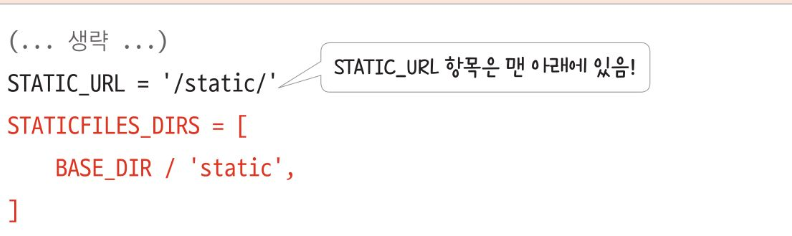 (... 생략 ...)
STATIC_URL = '/static/'
STATIC_URL 항목은 맨 아래에 있음!
STATICFILES_DIRS = [
    BASE_DIR / 'static',
]